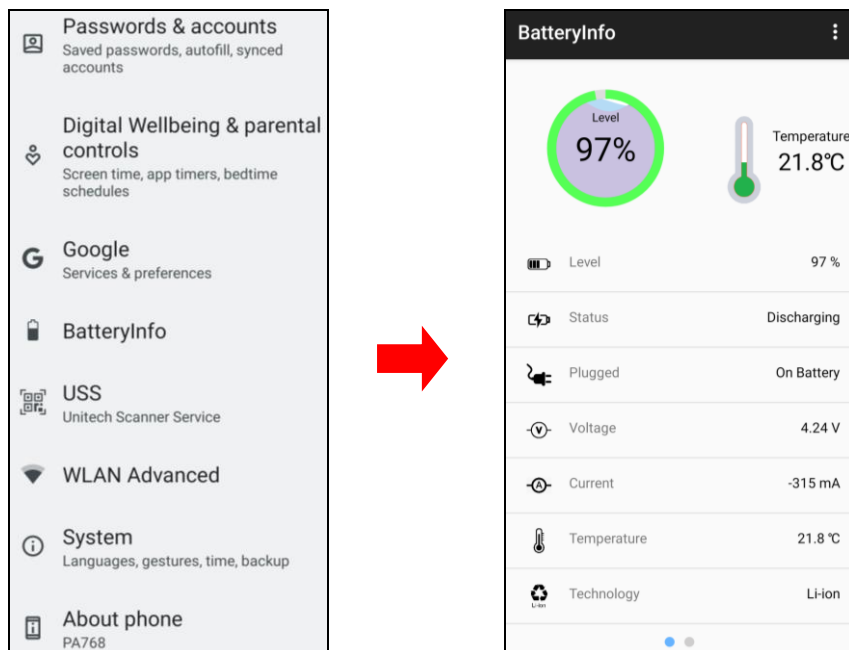 Passwords & accounts
Saved passwords, autofill, synced
accounts
Digital Wellbeing & parental
controls
Screen time, app timers, bedtime
schedules
Google
Services & preferences
BatteryInfo
USS
Unitech Scanner Service
WLAN Advanced
System
Languages, gestures, time, backup
About phone
PA768
BatteryInfo
Level
97%
Temperature
21.8℃
Level 97 %
Status Discharging
Plugged On Battery
V
Voltage 4.24 V
A
Current -315 mA
Temperature 21.8 ℃
Technology Li-ion
Li-ion